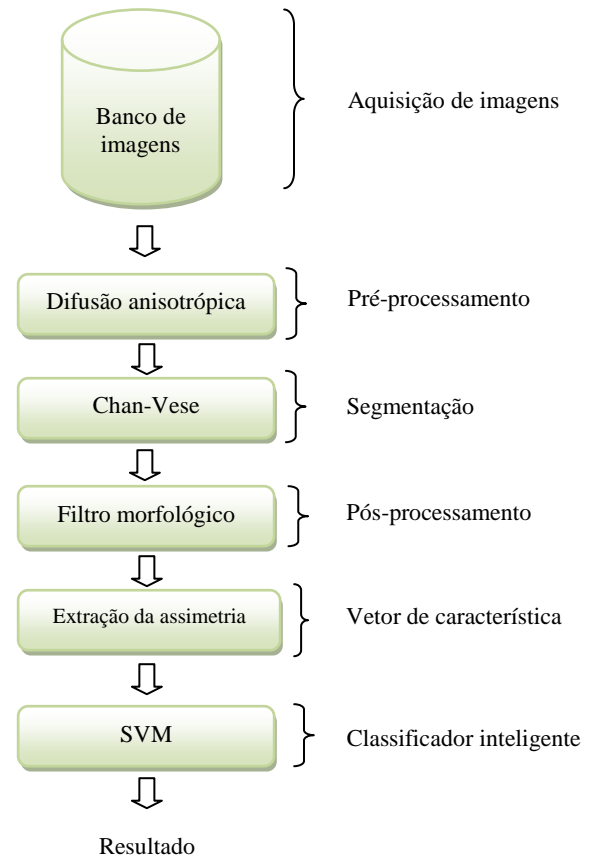 Banco de
imagens
Aquisição de imagens
Difusão anisotrópica
Pré-processamento
Chan-Vese
Segmentação
Filtro morfológico
Pós-processamento
Extração da assimetria
Vetor de característica
SVM
Classificador inteligente
Resultado